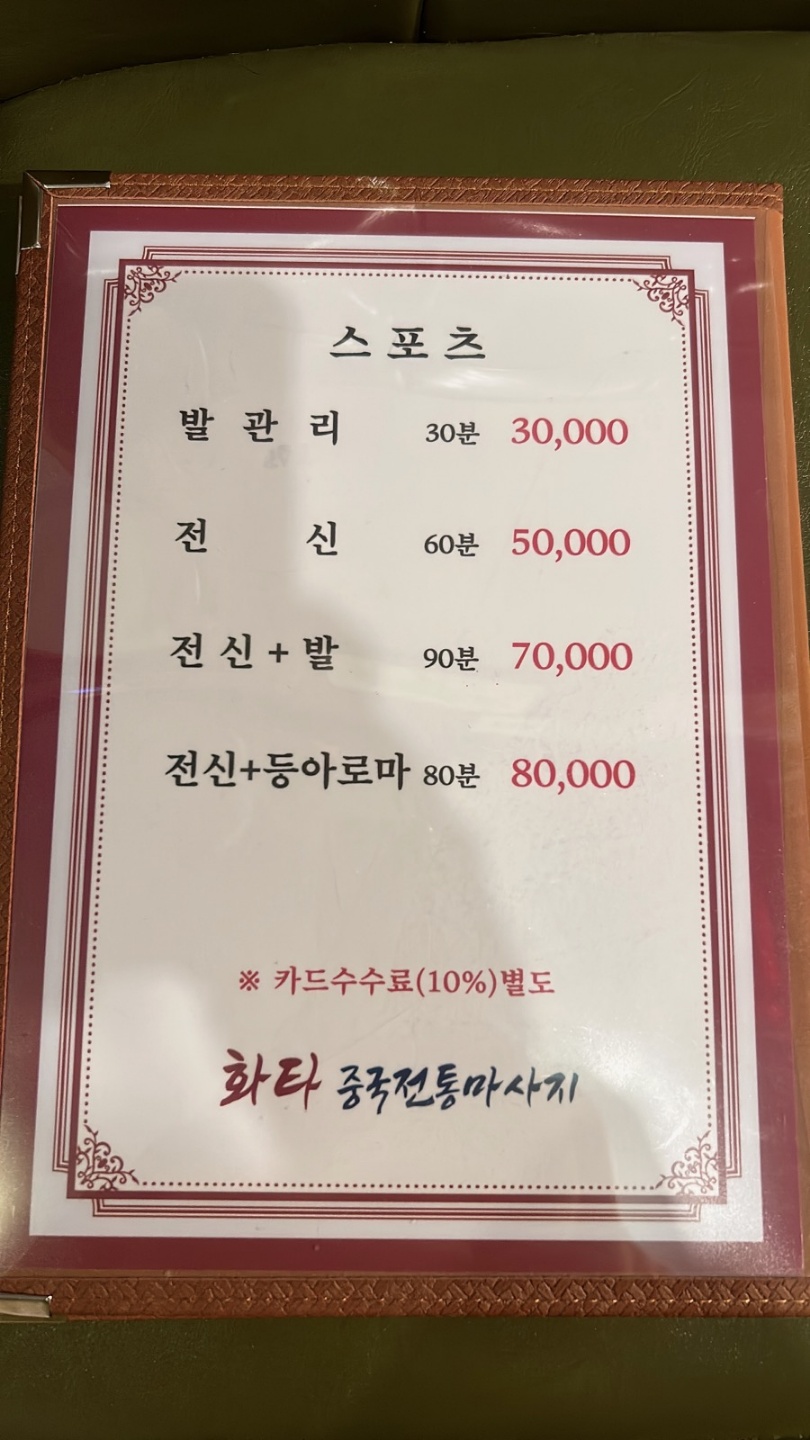 스포츠
발 관 리 30분 30,000
전 신 60분 50,000
전 신 + 발 90분 70,000
전신+등아로마 80분 80,000
※ 카드수수료(10%)별도
화타 중국전통마사지